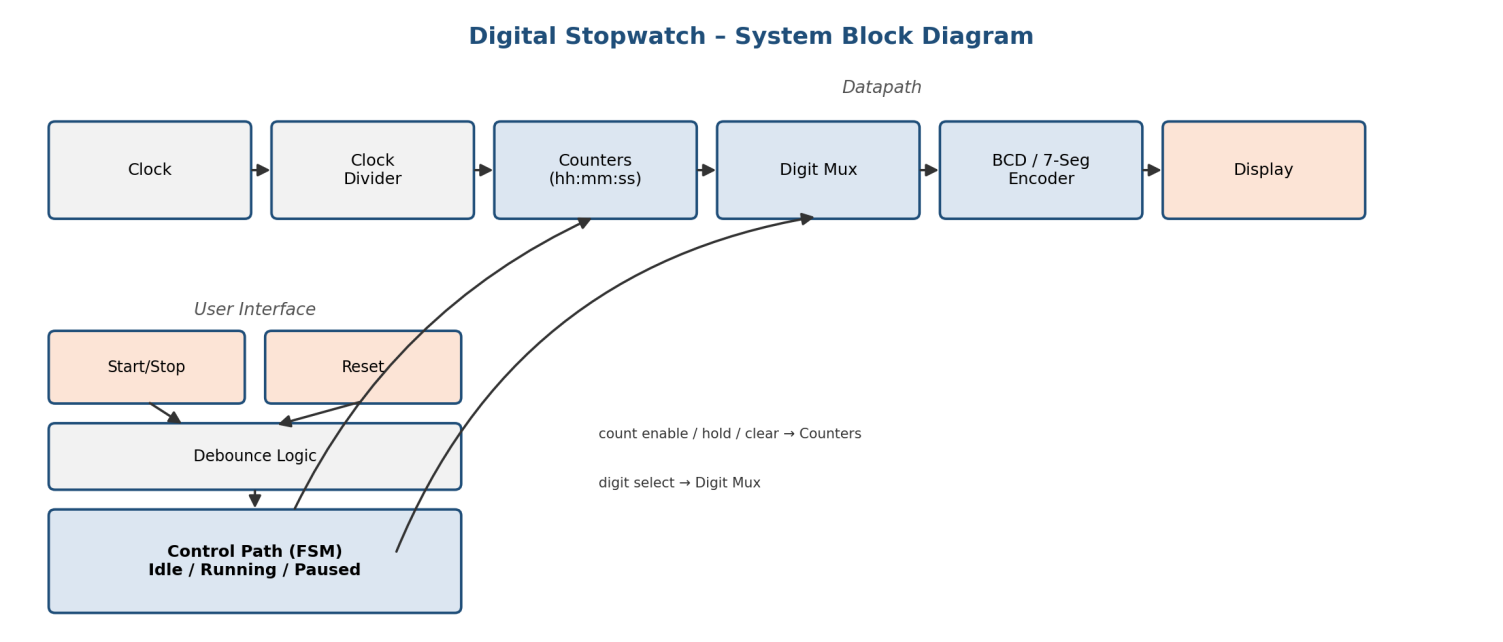 Digital Stopwatch – System Block Diagram
Datapath
Clock
Clock
Divider
Counters
(hh:mm:ss)
Digit Mux
BCD / 7-Seg
Encoder
Display
User Interface
Start/Stop
Reset
Debounce Logic
count enable / hold / clear → Counters
digit select → Digit Mux
Control Path (FSM)
Idle / Running / Paused